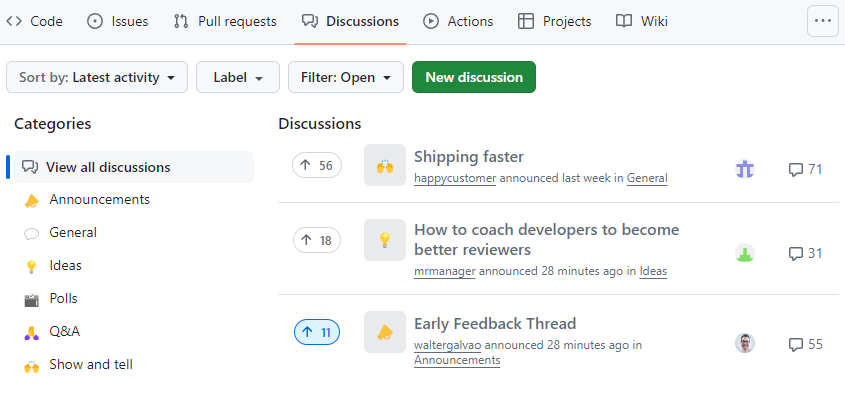 Code Issues Pull requests Discussions Actions Projects Wiki
Sort by: Latest activity Label Filter: Open New discussion
Categories
View all discussions
Announcements
General
Ideas
Polls
Q&A
Show and tell
Discussions
56 Shipping faster 71
happycustomer announced last week in General
18 How to coach developers to become
better reviewers 31
mrmanager announced 28 minutes ago in Ideas
11 Early Feedback Thread 55
waltergalvao announced 28 minutes ago in
Announcements